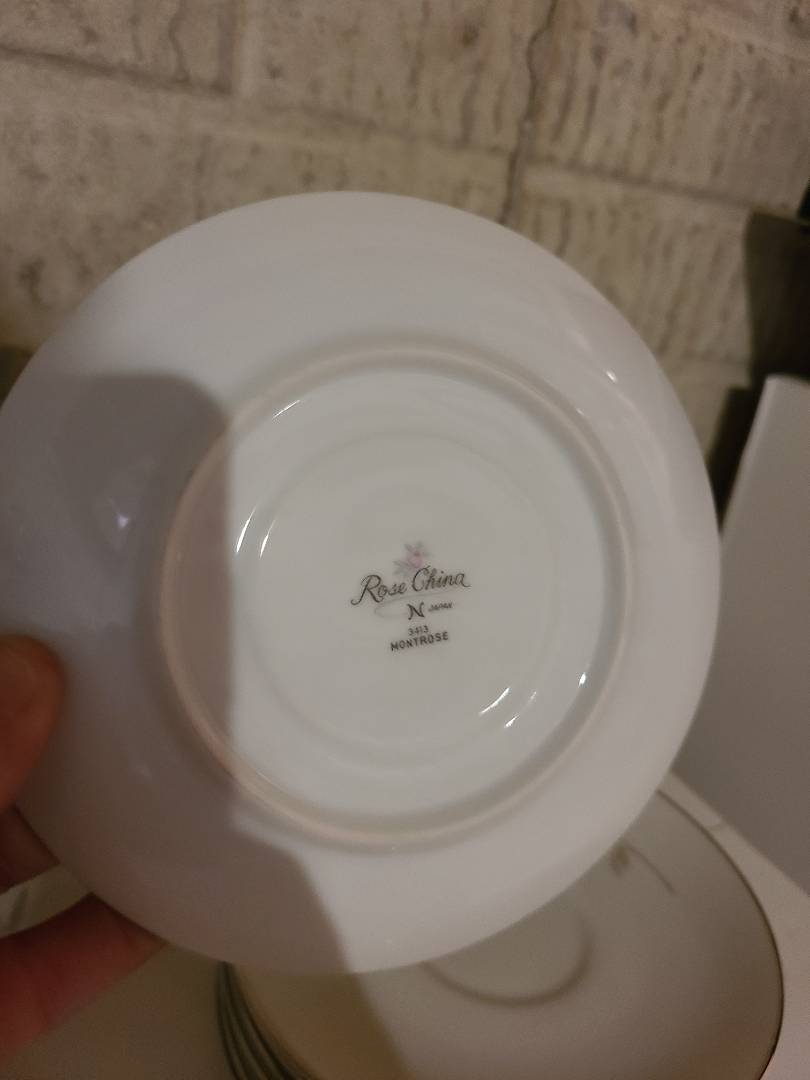 Rose China
N JAPAN
3413
MONTROSE